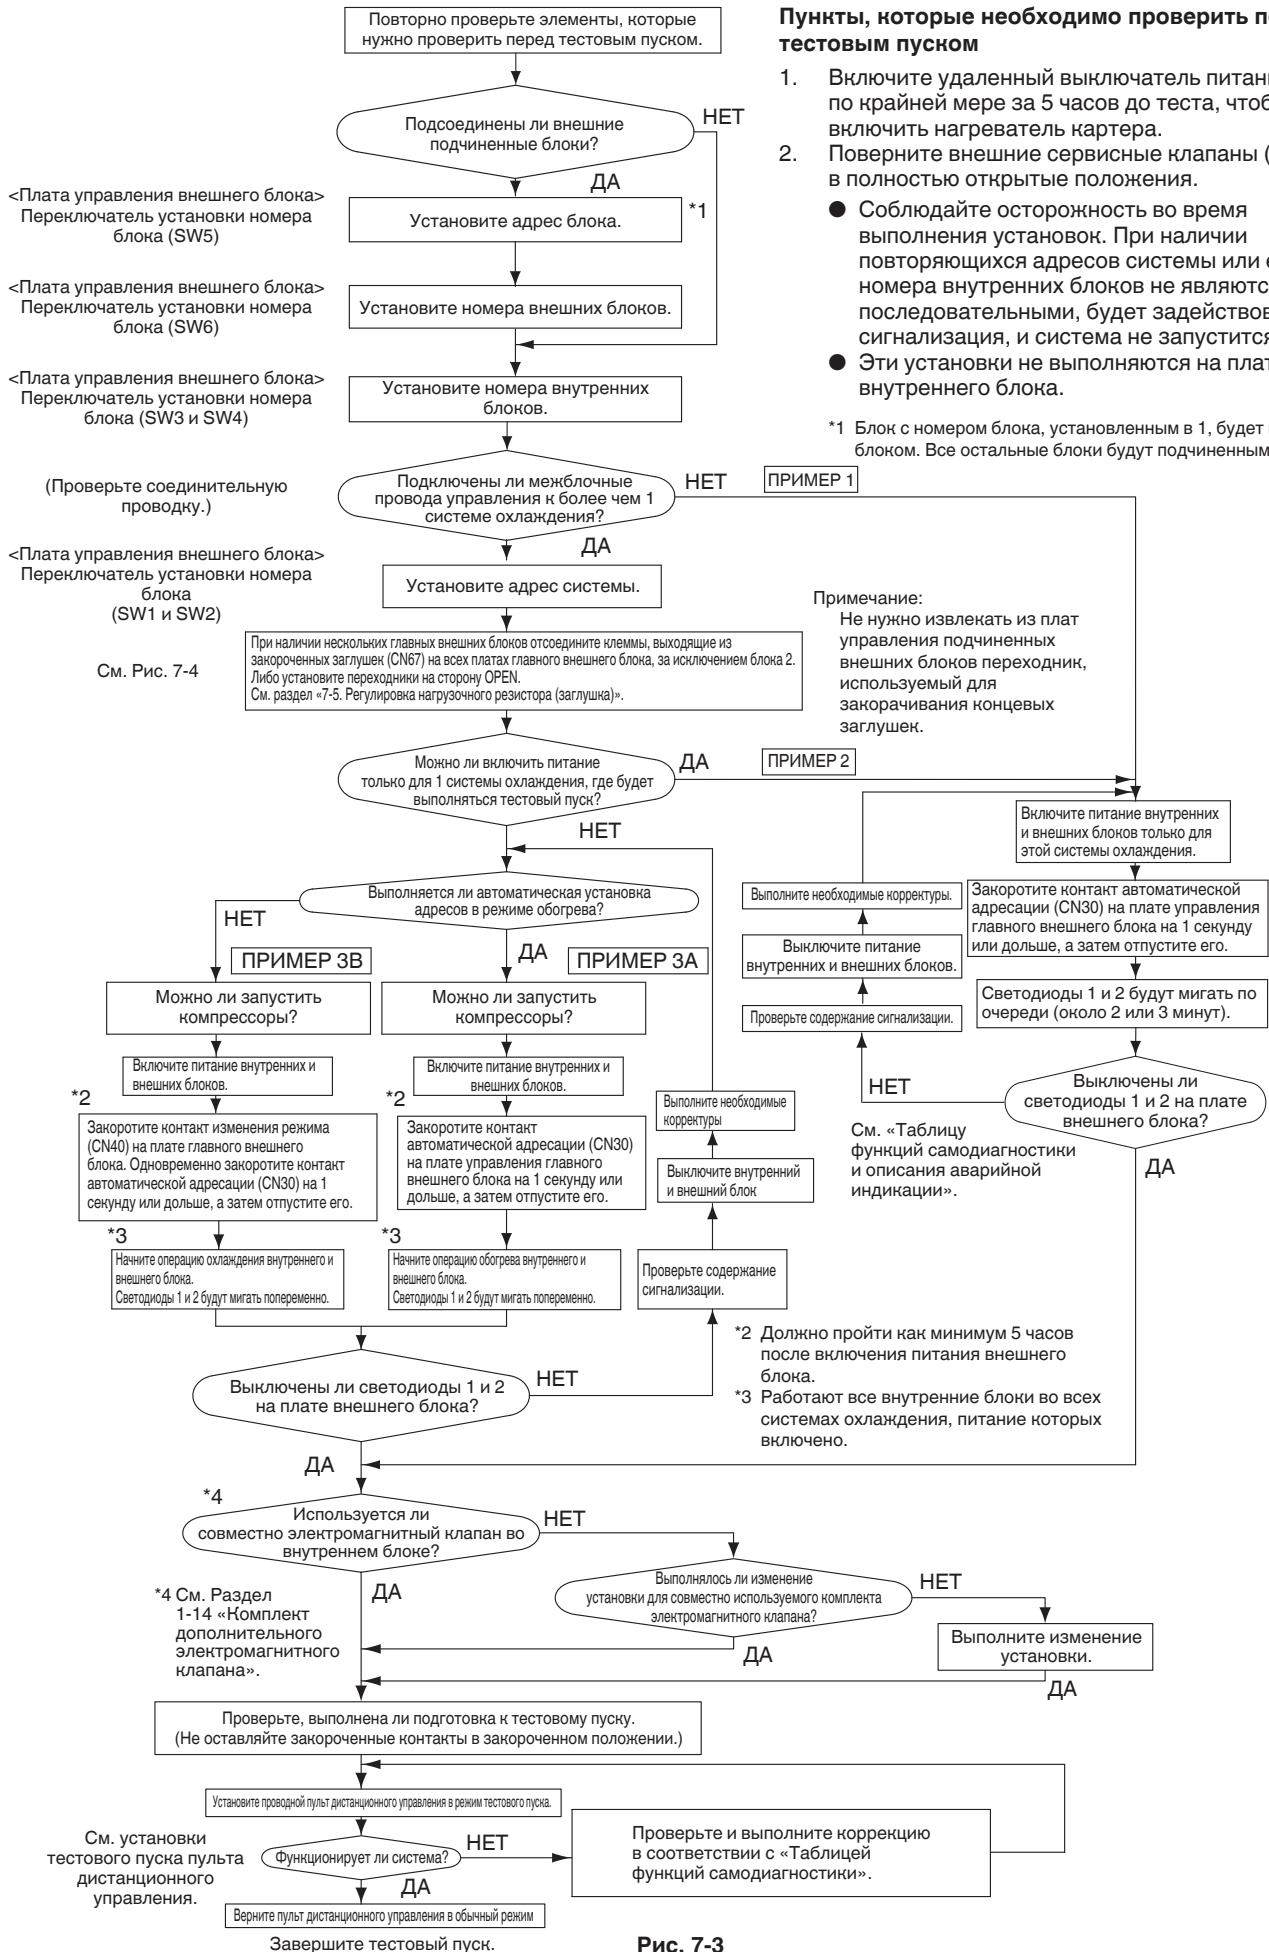 Повторно проверьте элементы, которые
нужно проверить перед тестовым пуском.
Пункты, которые необходимо проверить
тестовым пуском
1. Включите удаленный выключатель
по крайней мере за 5 часов до теста,
включить нагреватель картера.
2. Поверните внешние сервисные клапаны (
в полностью открытые положения.
● Соблюдайте осторожность во время
выполнения установок. При наличии
повторяющихся адресов системы или
номера внутренних блоков не являются
последовательными, будет
сигнализация, и система не запустится
● Эти установки не выполняются на
внутреннего блока.
*1 Блок с номером блока, установленным в 1, будет
блоком. Все остальные блоки будут
Подсоединены ли внешние
подчиненные блоки?
НЕТ
ДА
<Плата управления внешнего блока>
Переключатель установки номера
блока (SW5)
Установите адрес блока.
*1
<Плата управления внешнего блока>
Переключатель установки номера
блока (SW6)
Установите номера внешних блоков.
<Плата управления внешнего блока>
Переключатель установки номера
блока (SW3 и SW4)
Установите номера внутренних
блоков.
(Проверьте соединительную
проводку.)
Подключены ли межблочные
провода управления к более чем 1
системе охлаждения?
НЕТ
ПРИМЕР 1
ДА
<Плата управления внешнего блока>
Переключатель установки номера
блока
(SW1 и SW2)
Установите адрес системы.
См. Рис. 7-4
При наличии нескольких главных внешних блоков отсоедините клеммы, выходящие из
закороченных заглушек (CN67) на всех платах главного внешнего блока, за исключением блока 2.
Либо установите переходники на сторону OPEN.
См. раздел «7-5. Регулировка нагрузочного резистора (заглушка)».
Примечание:
Не нужно извлекать из плат
управления подчиненных
внешних блоков переходник,
используемый для
закорачивания концевых
заглушек.
Можно ли включить питание
только для 1 системы охлаждения, где будет
выполняться тестовый пуск?
ДА
ПРИМЕР 2
НЕТ
Включите питание внутренних
и внешних блоков только для
этой системы охлаждения.
Закоротите контакт автоматической
адресации (CN30) на плате управления
главного внешнего блока на 1 секунду
или дольше, а затем отпустите его.
Светодиоды 1 и 2 будут мигать по
очереди (около 2 или 3 минут).
Выключены ли
светодиоды 1 и 2 на плате
внешнего блока?
НЕТ
ДА
Выполните необходимые корректуры.
Выключите питание
внутренних и внешних блоков.
Проверьте содержание сигнализации.
См. «Таблицу
функций самодиагностики
и описания аварийной
индикации».
Выполняется ли автоматическая установка
адресов в режиме обогрева?
НЕТ
ДА
ПРИМЕР 3B
ПРИМЕР 3A
Можно ли запустить
компрессоры?
Можно ли запустить
компрессоры?
Включите питание внутренних и
внешних блоков.
Включите питание внутренних и
внешних блоков.
*2
Закоротите контакт изменения режима
(CN40) на плате главного внешнего
блока. Одновременно закоротите контакт
автоматической адресации (CN30) на 1
секунду или дольше, а затем отпустите его.
*2
Закоротите контакт
автоматической адресации (CN30)
на плате управления главного
внешнего блока на 1 секунду или
дольше, а затем отпустите его.
*3
Начните операцию охлаждения внутреннего и
внешнего блока.
Светодиоды 1 и 2 будут мигать попеременно.
*3
Начните операцию обогрева внутреннего и
внешнего блока.
Светодиоды 1 и 2 будут мигать попеременно.
Выполните необходимые
корректуры
Выключите внутренний
и внешний блок
Проверьте содержание
сигнализации.
*2 Должно пройти как минимум 5 часов
после включения питания внешнего
блока.
*3 Работают все внутренние блоки во всех
системах охлаждения, питание которых
включено.
Выключены ли светодиоды 1 и 2
на плате внешнего блока?
НЕТ
ДА
*4
Используется ли
совместно электромагнитный клапан во
внутреннем блоке?
НЕТ
ДА
*4 См. Раздел
1-14 «Комплект
дополнительного
электромагнитного
клапана».
Выполнялось ли изменение
установки для совместно используемого комплекта
электромагнитного клапана?
НЕТ
ДА
Выполните изменение
установки.
ДА
Проверьте, выполнена ли подготовка к тестовому пуску.
(Не оставляйте закороченные контакты в закороченном положении.)
Установите проводной пульт дистанционного управления в режим тестового пуска.
См. установки
тестового пуска пульта
дистанционного
управления.
Функционирует ли система?
НЕТ
ДА
Проверьте и выполните коррекцию
в соответствии с «Таблицей
функций самодиагностики».
Верните пульт дистанционного управления в обычный режим
Завершите тестовый пуск.
Рис. 7-3